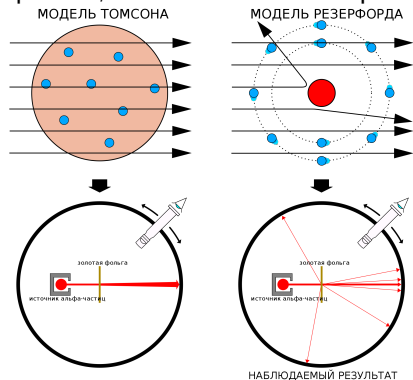 МОДЕЛЬ ТОМСОНА
МОДЕЛЬ РЕЗЕРФОРДА
золотая фольга
источник альфа-частиц
золотая фольга
источник альфа-частиц
НАБЛЮДАЕМЫЙ РЕЗУЛЬТАТ